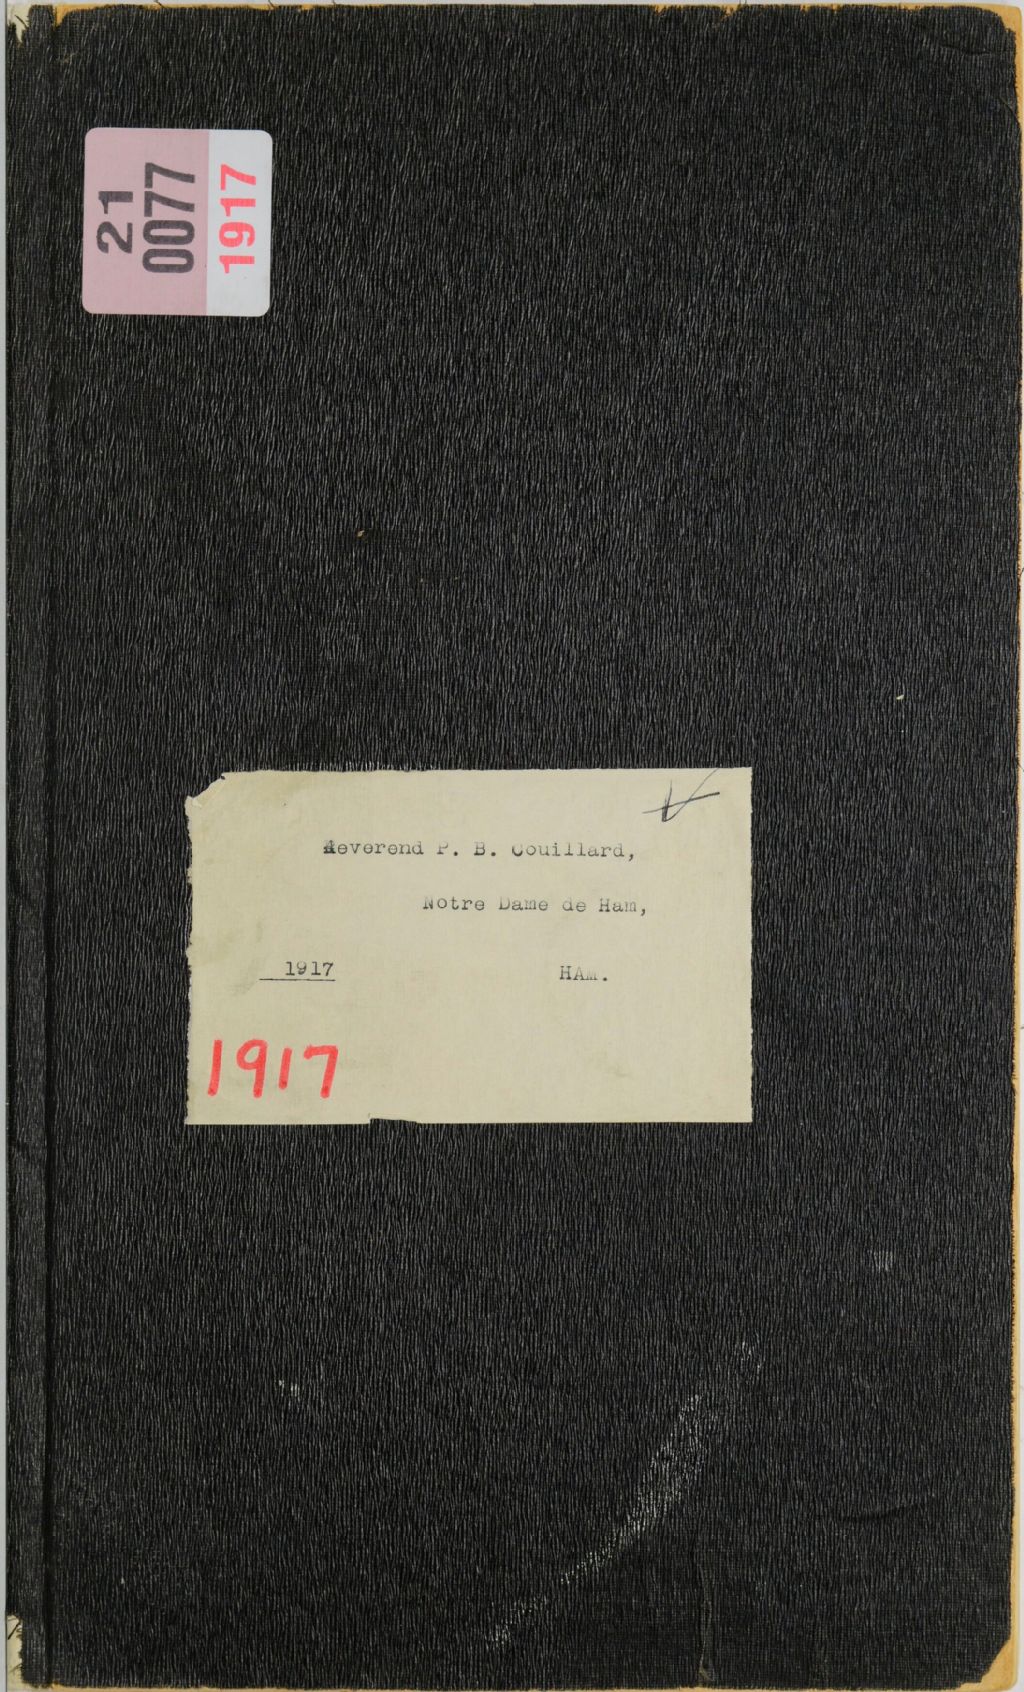 21
0077
1917
Reverend P. B. Couillard,
Notre Dame de Ham,
1917 HAM.
1917